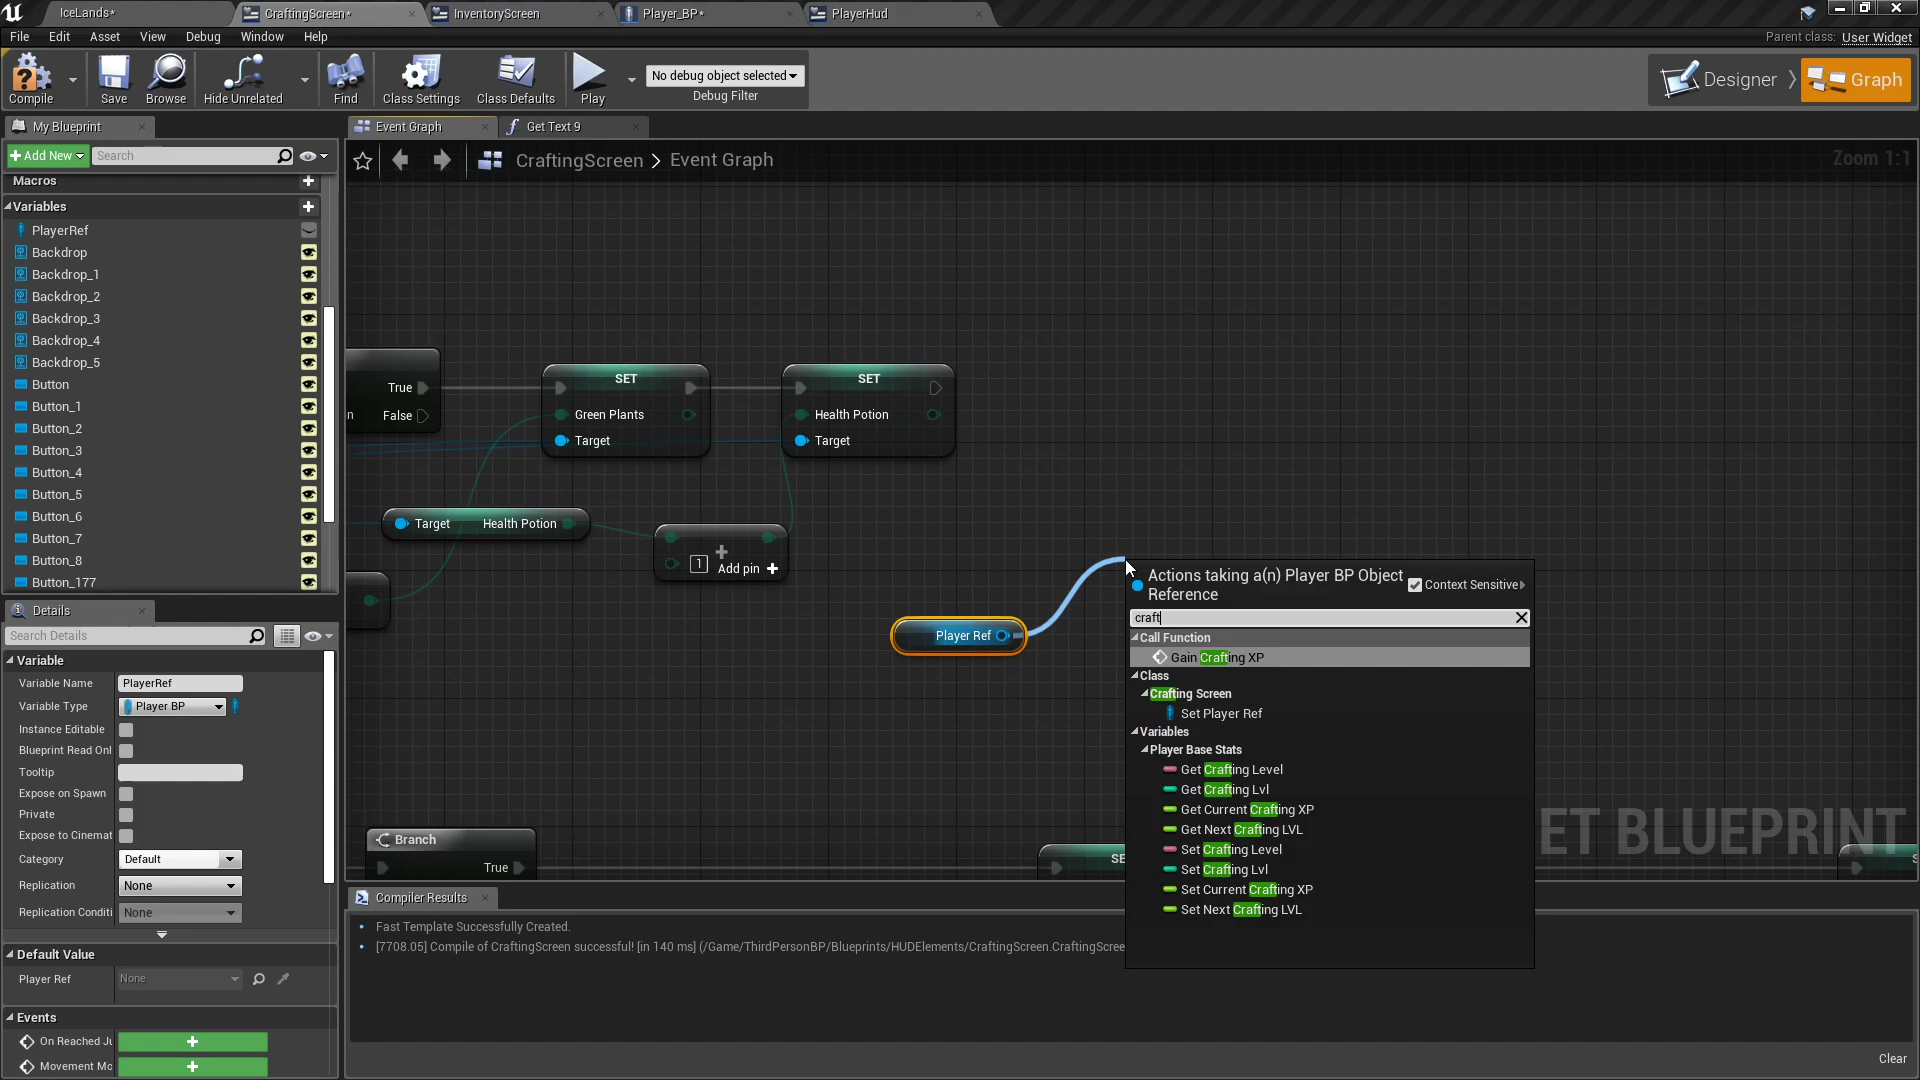 IceLands*
CraftingScreen*
InventoryScreen
Player_BP*
PlayerHud
File Edit Asset View Debug Window Help
Parent class: User Widget
Compile
Save
Browse
Hide Unrelated
Find
Class Settings
Class Defaults
Play
No debug object selected
Debug Filter
Designer
Graph
My Blueprint
Add New
Search
Macros
Variables
PlayerRef
Backdrop
Backdrop_1
Backdrop_2
Backdrop_3
Backdrop_4
Backdrop_5
Button
Button_1
Button_2
Button_3
Button_4
Button_5
Button_6
Button_7
Button_8
Button_177
Details
Search Details
Variable
Variable Name PlayerRef
Variable Type Player BP
Instance Editable
Blueprint Read Onl
Tooltip
Expose on Spawn
Private
Expose to Cinemat
Category Default
Replication None
Replication Conditi None
Default Value
Player Ref None
Events
On Reached Ju
Movement Mo
Event Graph
Get Text 9
CraftingScreen > Event Graph
Zoom 1:1
True
n False
SET
Green Plants
Target
SET
Health Potion
Target
Target Health Potion
1 Add pin
Player Ref
Branch
True
SE
S
ET BLUEPRINT
Actions taking a(n) Player BP Object
Reference
Context Sensitive
craft
Call Function
Gain Crafting XP
Class
Crafting Screen
Set Player Ref
Variables
Player Base Stats
Get Crafting Level
Get Crafting Lvl
Get Current Crafting XP
Get Next Crafting LVL
Set Crafting Level
Set Crafting Lvl
Set Current Crafting XP
Set Next Crafting LVL
Compiler Results
Fast Template Successfully Created.
[7708.05] Compile of CraftingScreen successful! [in 140 ms] (/Game/ThirdPersonBP/Blueprints/HUDElements/CraftingScreen.CraftingScree
Clear